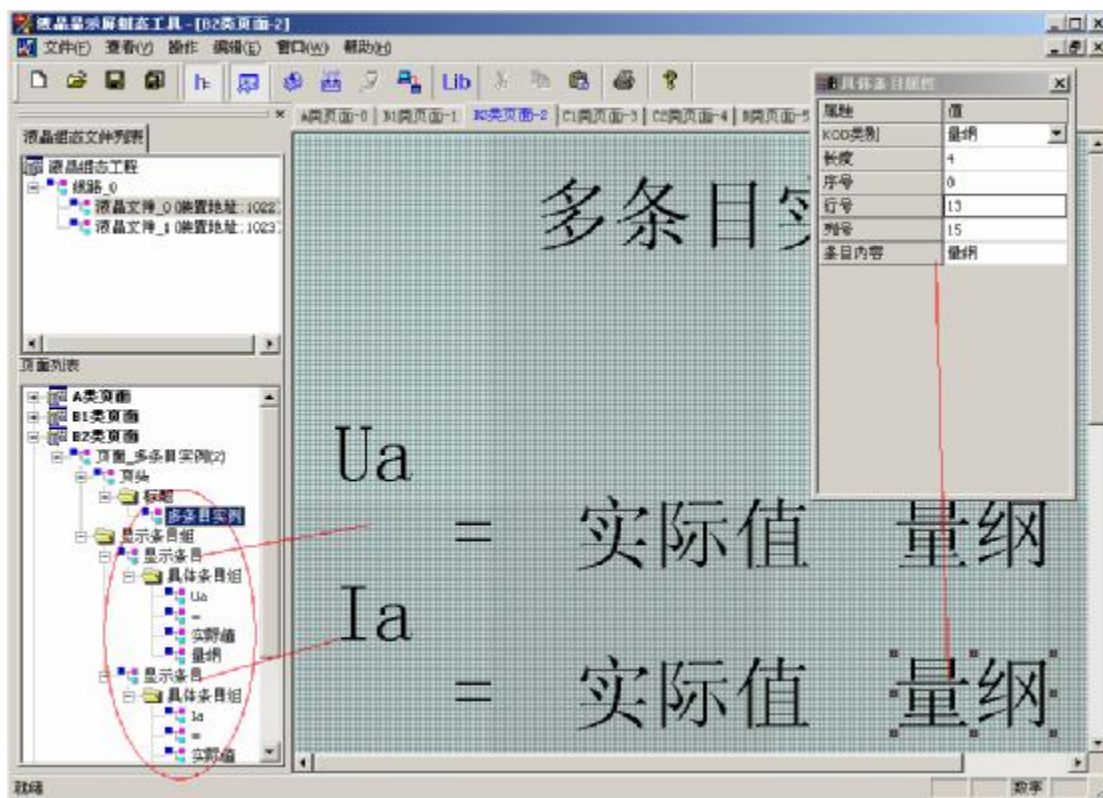 液晶显示屏组态工具 - [B2类页面-2]
文件(F) 查看(V) 操作 编辑(E) 窗口(W) 帮助(H)
Lib
A类页面-0 B1类页面-1 B2类页面-2 C1类页面-3 C2类页面-4
液晶组态文件列表
液晶组态工程
线路_0
液晶文件_0(装置地址:1022
液晶文件_1(装置地址:1023
页面列表
A类页面
B1类页面
B2类页面
页面_多条目实例(2)
页头
标题
多条目实例
显示条目组
显示条目
具体条目组
Ua
=
实际值
量纲
显示条目
具体条目组
Ia
=
实际值
多条目
Ua
= 实际值 量纲
Ia
= 实际值 量纲
具体条目属性
属性 值
KOD类别 量纲
长度 4
序号 0
行号 13
列号 15
条目内容 量纲
就绪
数字